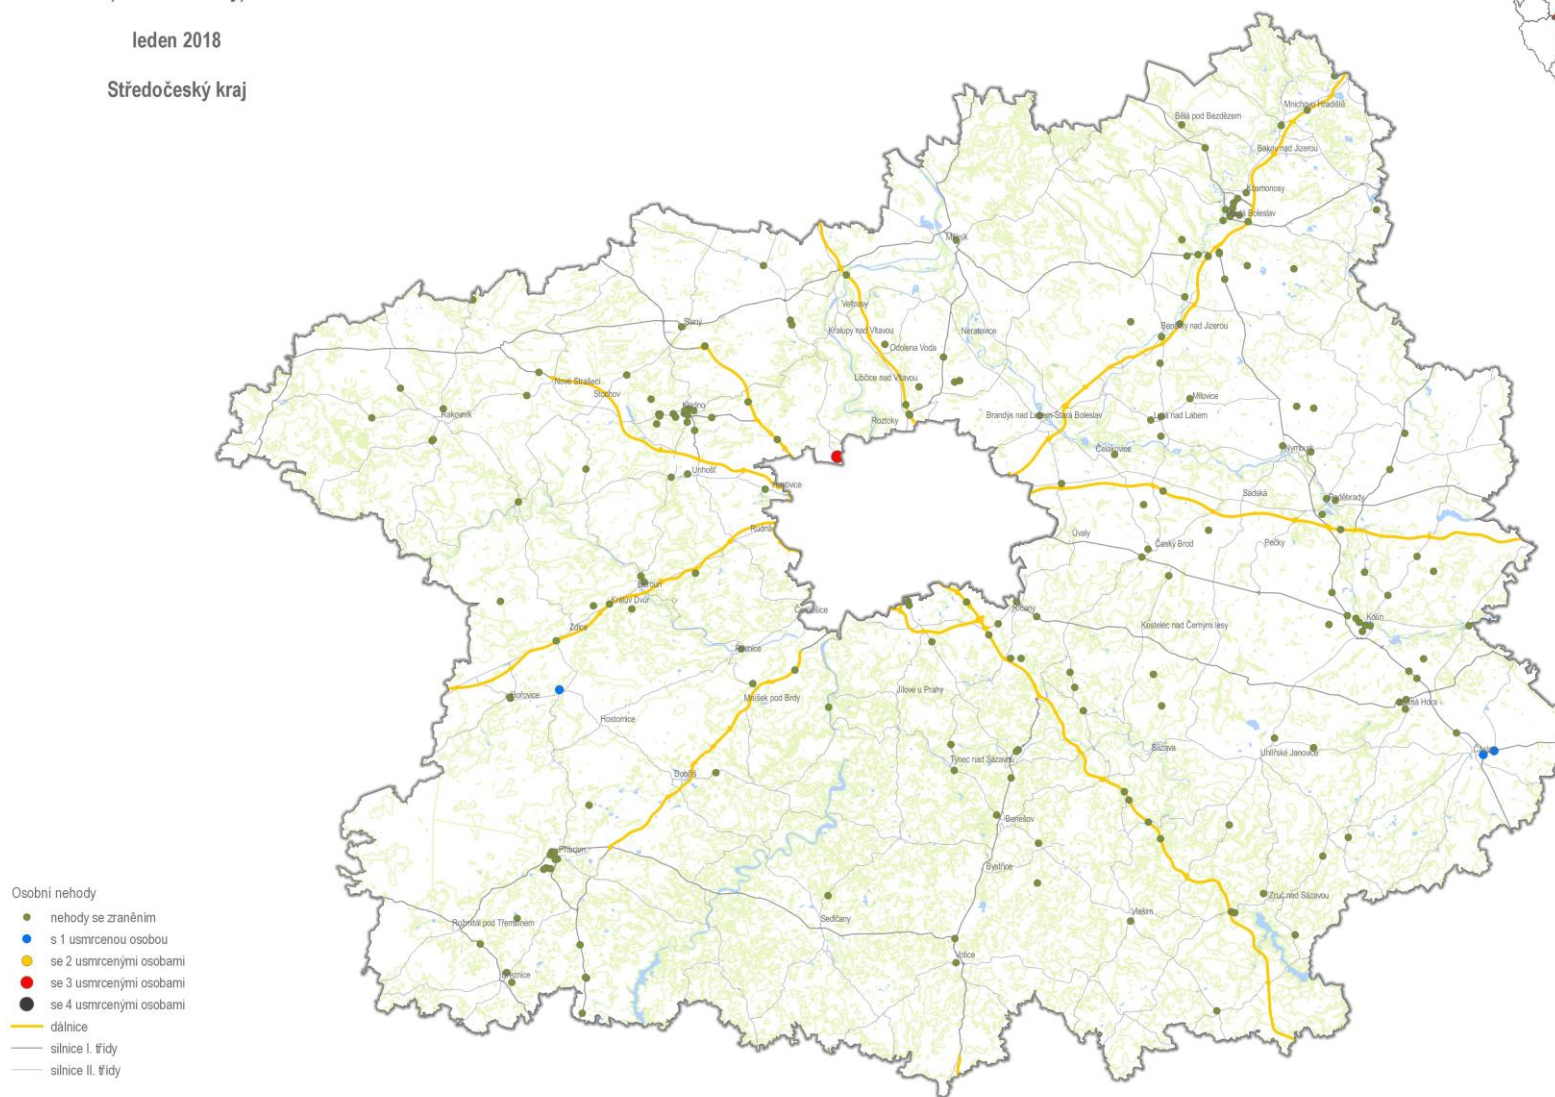 leden 2018
Středočeský kraj
Mnichovo Hradiště
Bělá pod Bezdězem
Bakov nad Jizerou
Kosmonosy
Mělník
Veltrusy
Slaný
Kralupy nad Vltavou
Neratovice
Benátky nad Jizerou
Odolena Voda
Libčice nad Vltavou
Nové Strašecí
Stochov
Milovice
Kladno
Rakovník
Roztoky
Brandýs nad Labem-Stará Boleslav
Lysá nad Labem
Čelákovice
Nymburk
Unhošť
Hostivice
Sadská
Poděbrady
Rudná
Úvaly
Český Brod
Pečky
Beroun
Králův Dvůr
Černošice
Říčany
Kolín
Kostelec nad Černými lesy
Zdice
Řevnice
Jílové u Prahy
Hořovice
Mníšek pod Brdy
Hostomice
Kutná Hora
Sázava
Uhlířské Janovice
Týnec nad Sázavou
Dobříš
Benešov
Příbram
Bystřice
Zruč nad Sázavou
Sedlčany
Vlašim
Rožmitál pod Třemšínem
Votice
Březnice
Osobní nehody
nehody se zraněním
s 1 usmrcenou osobou
se 2 usmrcenými osobami
se 3 usmrcenými osobami
se 4 usmrcenými osobami
dálnice
silnice I. třídy
silnice II. třídy